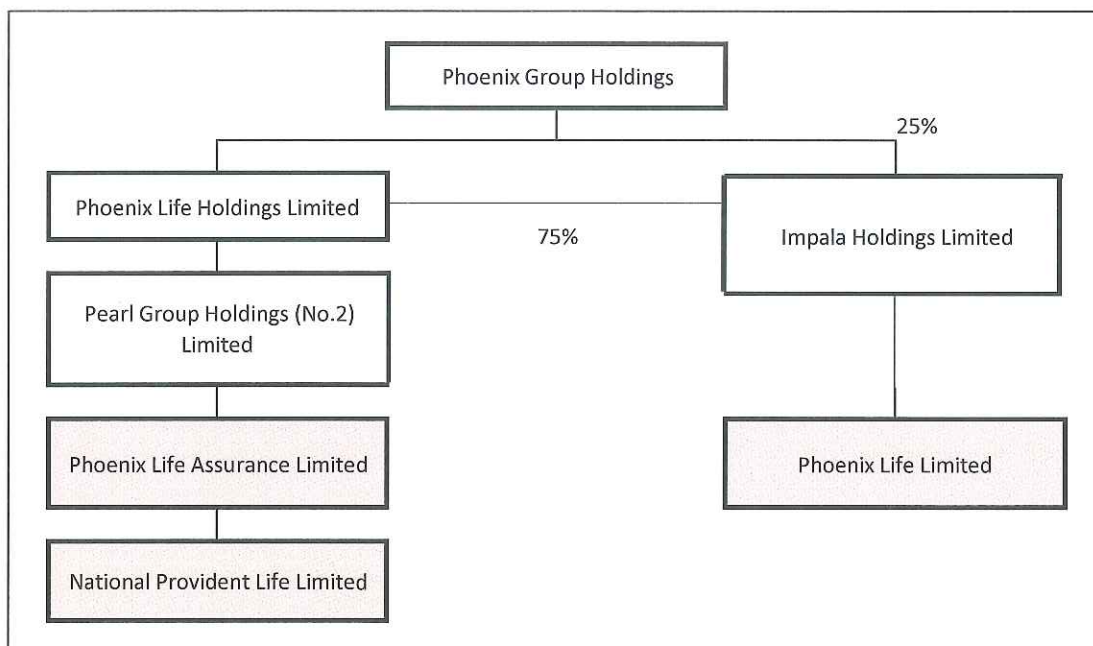 Phoenix Group Holdings
25%
Phoenix Life Holdings Limited
75%
Impala Holdings Limited
Pearl Group Holdings (No.2)
Limited
Phoenix Life Assurance Limited
Phoenix Life Limited
National Provident Life Limited